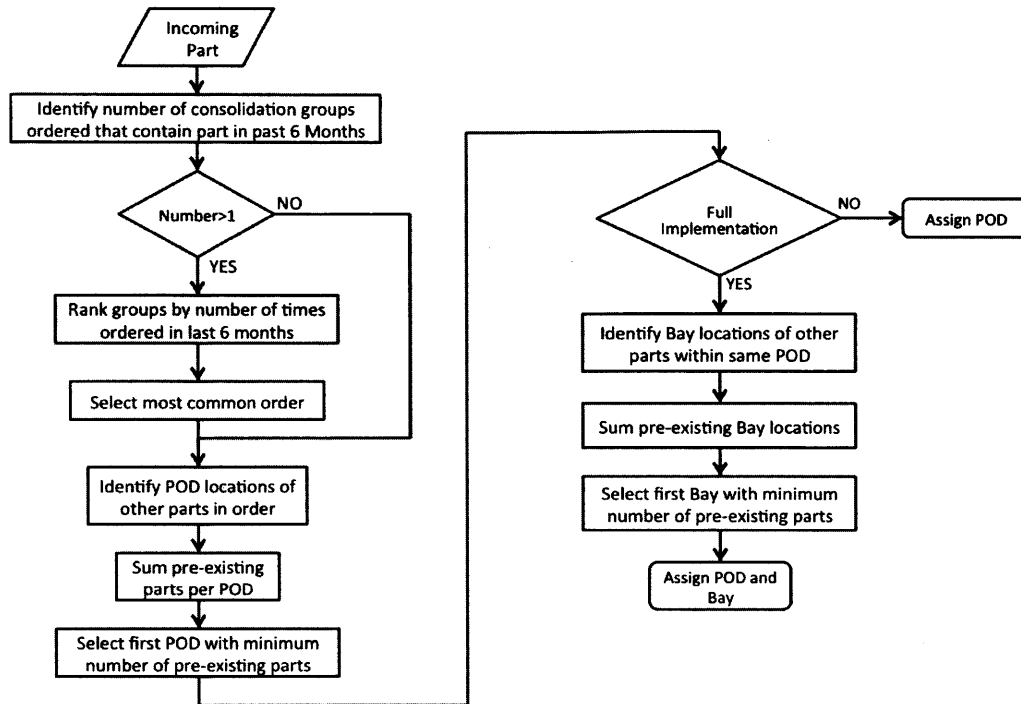 Incoming
Part
Identify number of consolidation groups
ordered that contain part in past 6 Months
Number>1
NO
YES
Rank groups by number of times
ordered in last 6 months
Select most common order
Identify POD locations of
other parts in order
Sum pre-existing
parts per POD
Select first POD with minimum
number of pre-existing parts
Full
Implementation
NO
Assign POD
YES
Identify Bay locations of other
parts within same POD
Sum pre-existing Bay locations
Select first Bay with minimum
number of pre-existing parts
Assign POD and
Bay